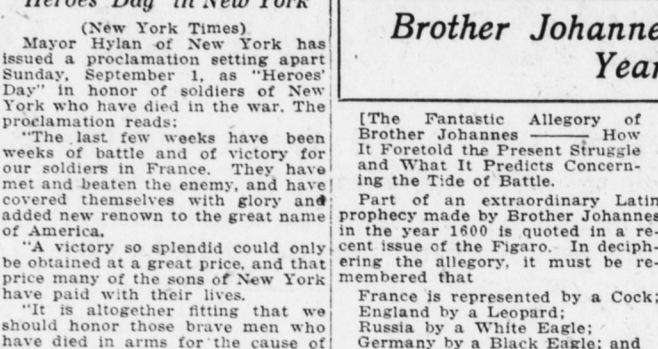 Heroes' Day in New York
(New York Times)
Mayor Hylan of New York has
issued a proclamation setting apart
Sunday, September 1, as "Heroes'
Day" in honor of soldiers of New
York who have died in the war. The
proclamation reads:
"The last few weeks have been
weeks of battle and of victory for
our soldiers in France. They have
met and beaten the enemy, and have
covered themselves with glory and
added new renown to the great name
of America.
"A victory so splendid could only
be obtained at a great price, and that
price many of the sons of New York
have paid with their lives.
"It is altogether fitting that we
should honor those brave men who
have died in arms for the cause of
Brother Johanne
Year
[The Fantastic Allegory of
Brother Johannes —— How
It Foretold the Present Struggle
and What It Predicts Concern-
ing the Tide of Battle.
Part of an extraordinary Latin
prophecy made by Brother Johannes
in the year 1600 is quoted in a re-
cent issue of the Figaro. In deciph-
ering the allegory, it must be re-
membered that
France is represented by a Cock;
England by a Leopard;
Russia by a White Eagle;
Germany by a Black Eagle; and